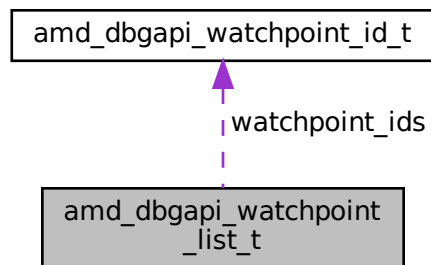 amd_dbgapi_watchpoint_id_t
watchpoint_ids
amd_dbgapi_watchpoint
_list_t